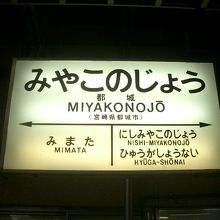 みやこのじょう
都城
MIYAKONOJŌ
(宮崎県都城市)
みまた
MIMATA
にしみやこのじょう
NISHI-MIYAKONOJŌ
ひゅうがしょうない
HYŪGA-SHŌNAI